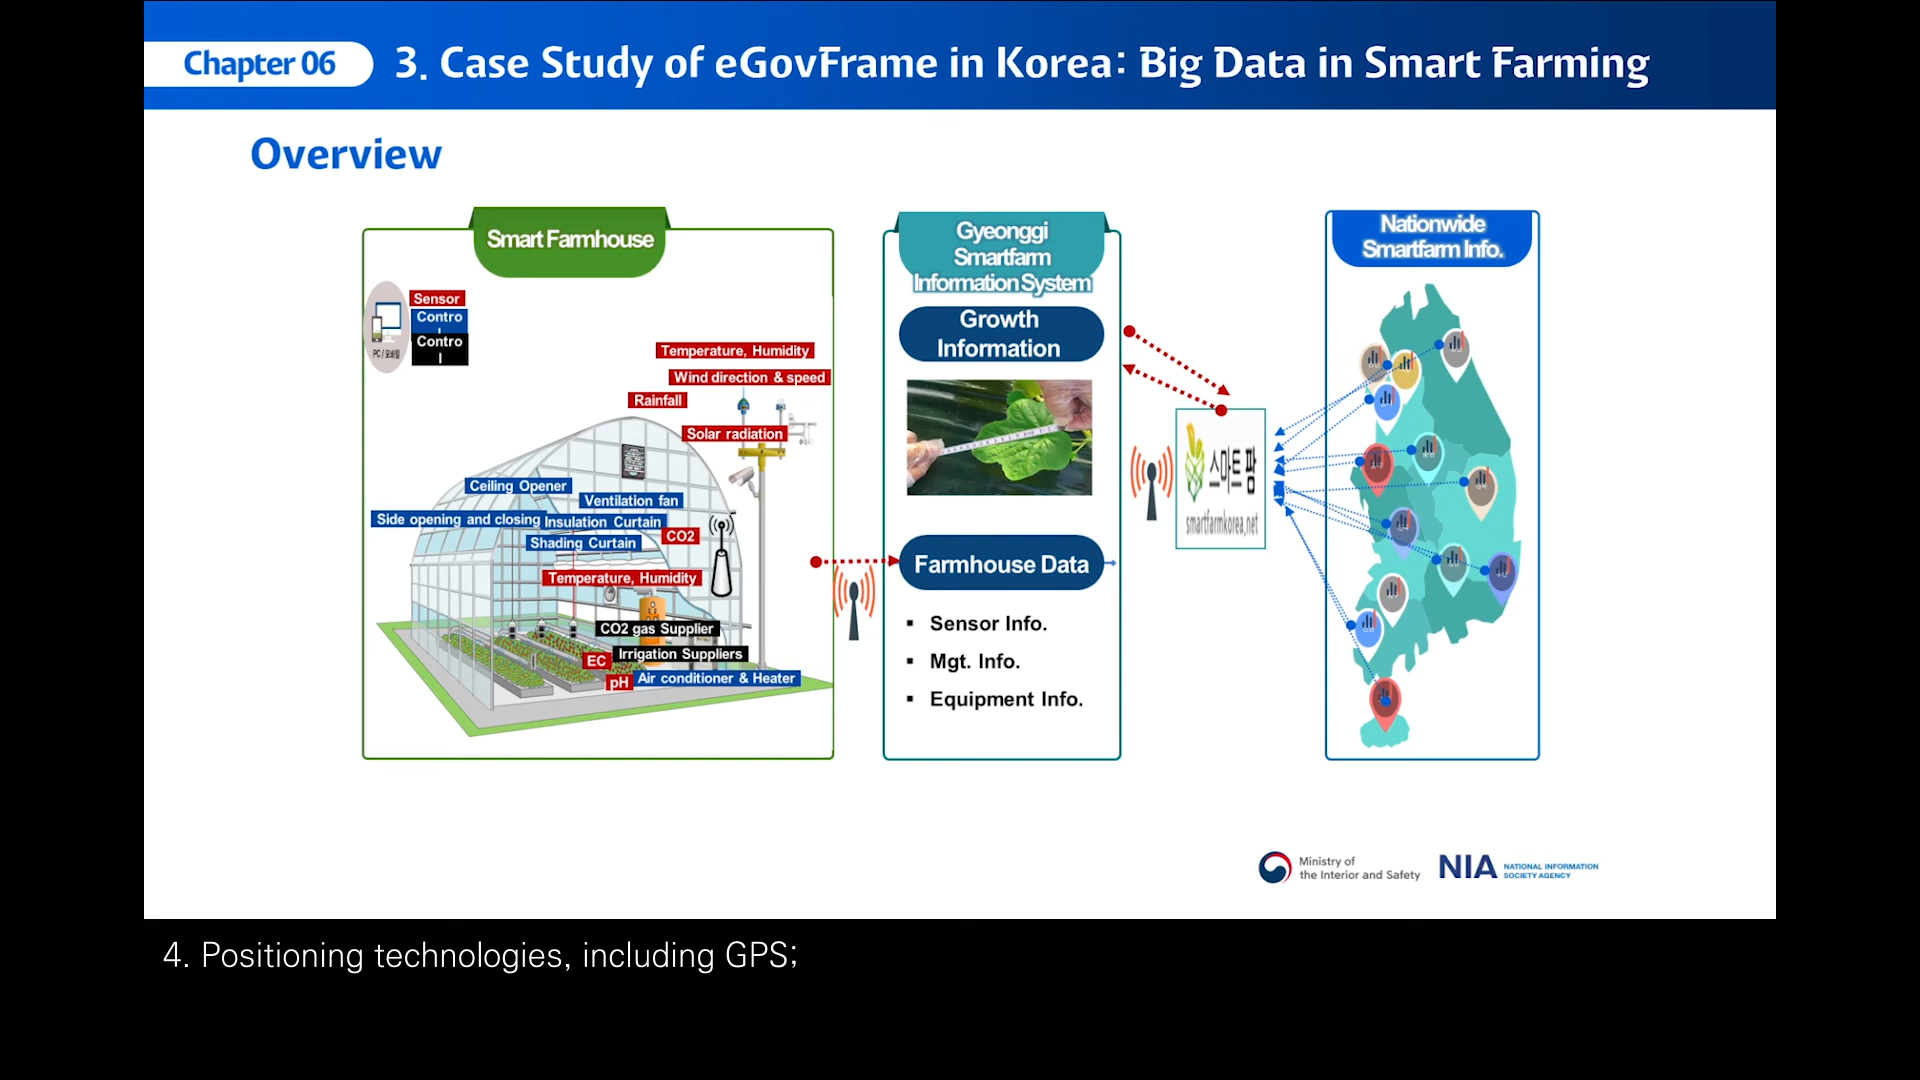 Chapter 06
3. Case Study of eGovFrame in Korea: Big Data in Smart Farming
Overview
Smart Farmhouse
Sensor
Contro
l
Contro
l
PC / 모바일
Temperature, Humidity
Wind direction & speed
Rainfall
Solar radiation
Ceiling Opener
Ventilation fan
Side opening and closing
Insulation Curtain
Shading Curtain
CO2
Temperature, Humidity
CO2 gas Supplier
Irrigation Suppliers
EC
pH
Air conditioner & Heater
Gyeonggi
Smartfarm
Information System
Growth
Information
Farmhouse Data
▪ Sensor Info.
▪ Mgt. Info.
▪ Equipment Info.
스마트팜
smartfarmkorea.net
Nationwide
Smartfarm Info.
Ministry of
the Interior and Safety
NIA
NATIONAL INFORMATION
SOCIETY AGENCY
4. Positioning technologies, including GPS;